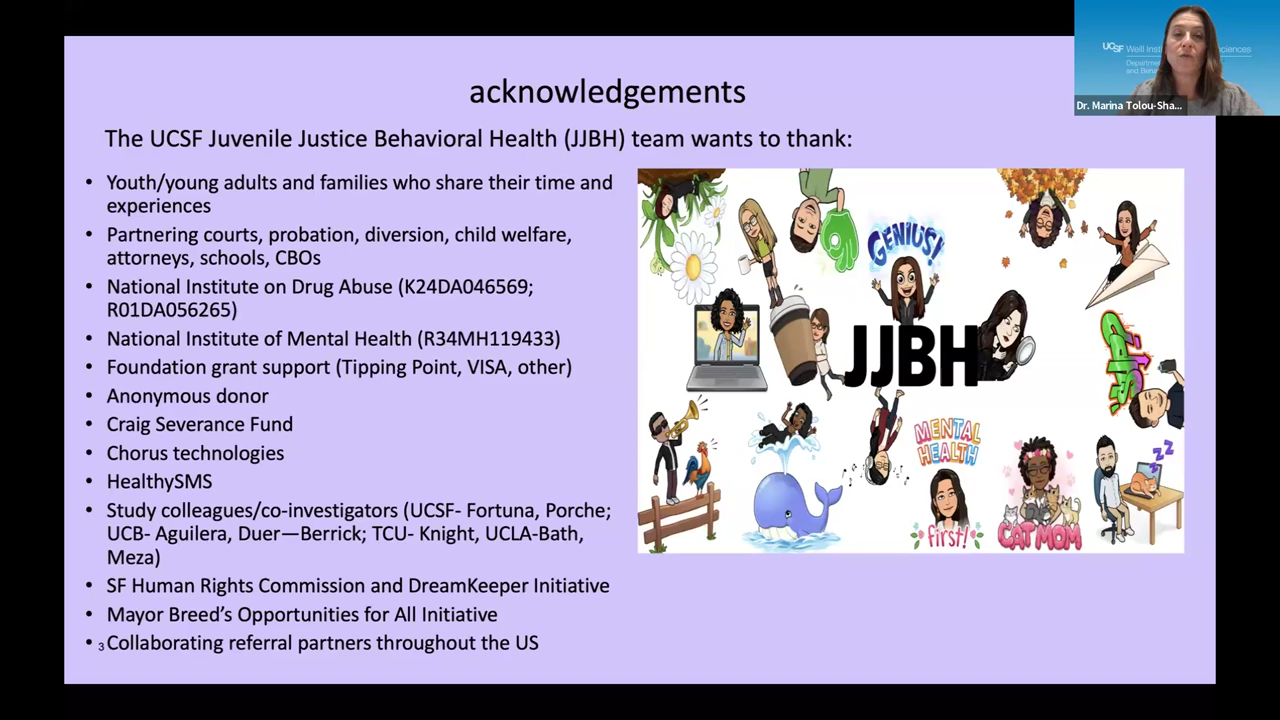 acknowledgements
The UCSF Juvenile Justice Behavioral Health (JJBH) team wants to thank:
• Youth/young adults and families who share their time and
experiences
• Partnering courts, probation, diversion, child welfare,
attorneys, schools, CBOs
• National Institute on Drug Abuse (K24DA046569;
R01DA056265)
• National Institute of Mental Health (R34MH119433)
• Foundation grant support (Tipping Point, VISA, other)
• Anonymous donor
• Craig Severance Fund
• Chorus technologies
• HealthySMS
• Study colleagues/co-investigators (UCSF- Fortuna, Porche;
UCB- Aguilera, Duer—Berrick; TCU- Knight, UCLA-Bath,
Meza)
• SF Human Rights Commission and DreamKeeper Initiative
• Mayor Breed's Opportunities for All Initiative
• Collaborating referral partners throughout the US
3
GENIUS!
JJBH
MENTAL
HEALTH
first!
CAT MOM
ZZZ
UCSF Weill
Dr. Marina Tolou-Sha...